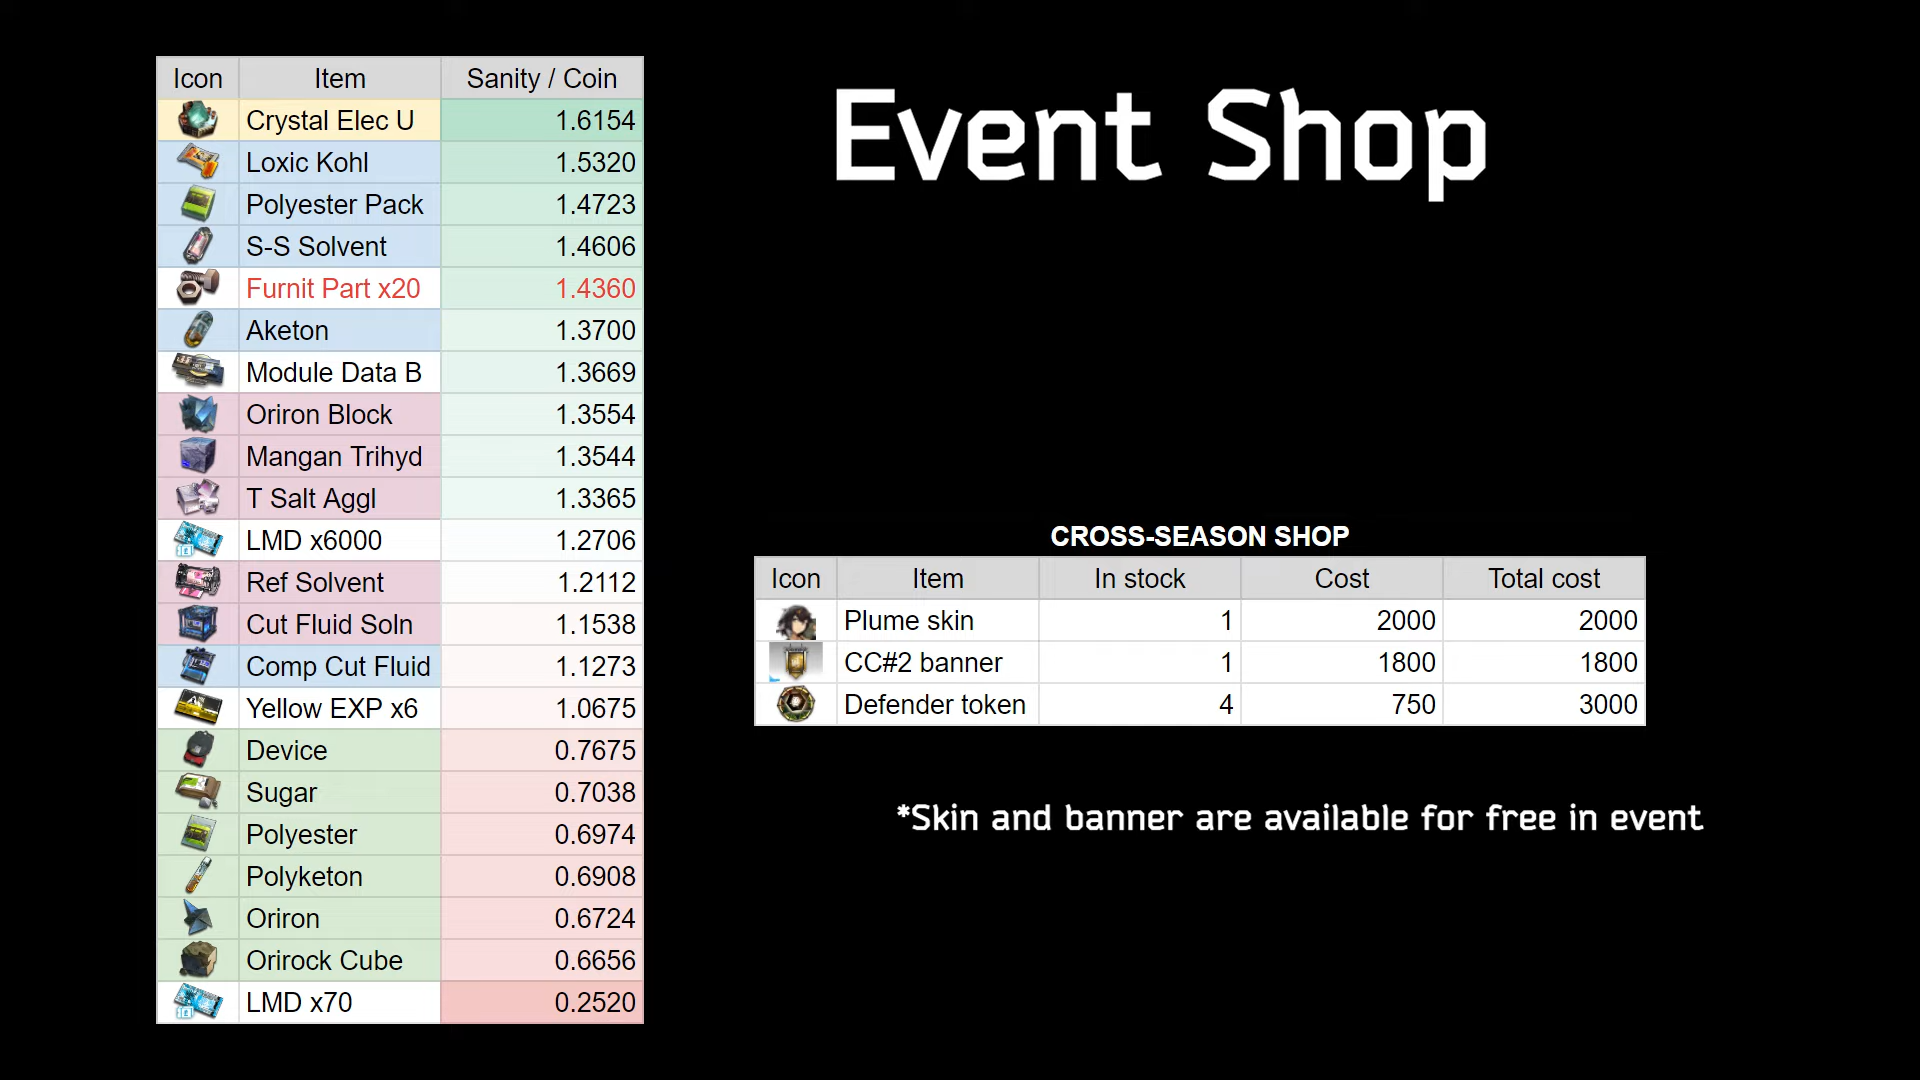 Event Shop
Icon Item Sanity / Coin
Crystal Elec U 1.6154
Loxic Kohl 1.5320
Polyester Pack 1.4723
S-S Solvent 1.4606
Furnit Part x20 1.4360
Aketon 1.3700
Module Data B 1.3669
Oriron Block 1.3554
Mangan Trihyd 1.3544
T Salt Aggl 1.3365
LMD x6000 1.2706
Ref Solvent 1.2112
Cut Fluid Soln 1.1538
Comp Cut Fluid 1.1273
Yellow EXP x6 1.0675
Device 0.7675
Sugar 0.7038
Polyester 0.6974
Polyketon 0.6908
Oriron 0.6724
Orirock Cube 0.6656
LMD x70 0.2520
CROSS-SEASON SHOP
Icon Item In stock Cost Total cost
Plume skin 1 2000 2000
CC#2 banner 1 1800 1800
Defender token 4 750 3000
*Skin and banner are available for free in event